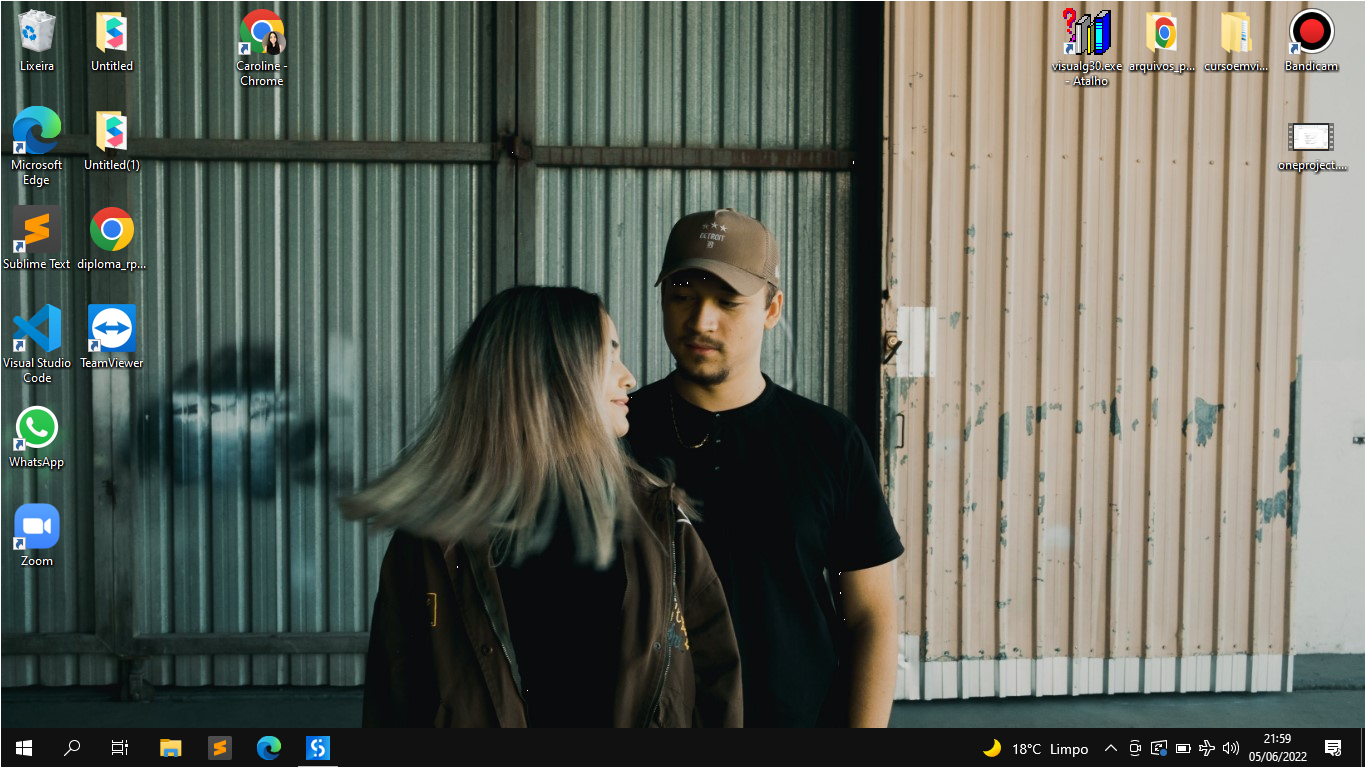 Lixeira
Untitled
Caroline -
Chrome
visualg30.exe
- Atalho
arquivos_p...
cursoemvi...
Bandicam
Microsoft
Edge
Untitled(1)
oneproject....
Sublime Text
diploma_rp...
DETROIT
Visual Studio
Code
TeamViewer
WhatsApp
Zoom
18°C Limpo
21:59
05/06/2022